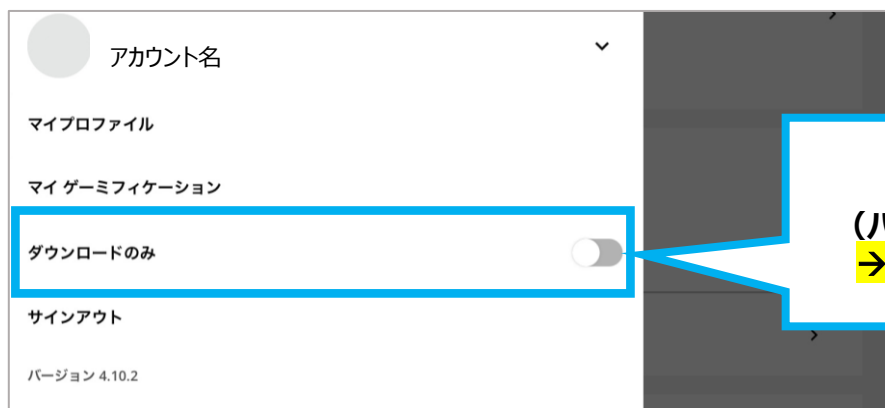 アカウント名
マイプロファイル
マイ ゲーミフィケーション
ダウンロードのみ
サインアウト
バージョン 4.10.2
→